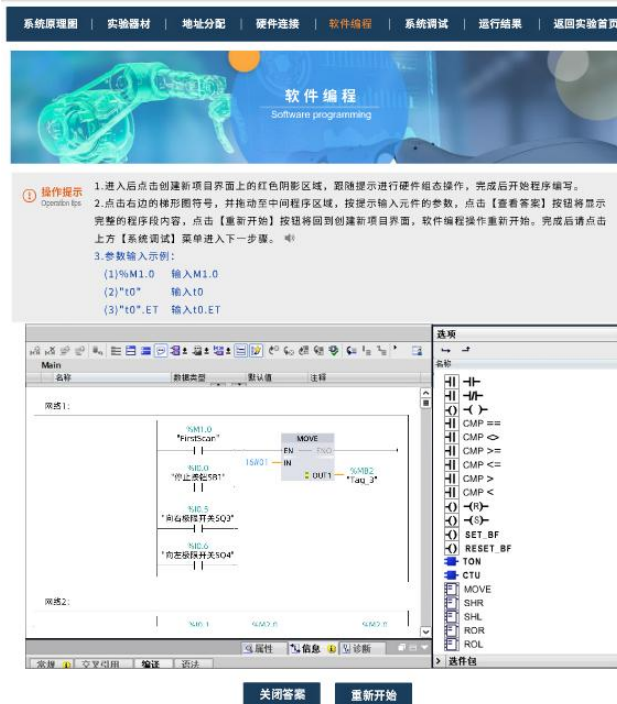 系统原理图 | 实验器材 | 地址分配 | 硬件连接 | 软件编程 | 系统调试 | 运行结果 | 返回实验首页
软件编程
Software programming
操作提示
Operation tips
1.进入后点击创建新项目界面上的红色阴影区域，跟随提示进行硬件组态操作，完成后开始程序编写。
2.点击右边的梯形图符号，并拖动至中间程序区域，按提示输入元件的参数，点击【查看答案】按钮将显示
完整的程序段内容，点击【重新开始】按钮将回到创建新项目界面，软件编程操作重新开始。完成后请点击
上方【系统调试】菜单进入下一步骤。
3.参数输入示例：
(1)%M1.0 输入M1.0
(2)"t0" 输入t0
(3)"t0".ET 输入t0.ET
Main
名称 数据类型 默认值 注释
网络1：
%M1.0
"FirstScan"
MOVE
EN ENO
16#01 IN
OUT1
%MB2
"Tag_3"
%I0.0
"停止按钮SB1"
%I0.5
"向右极限开关SQ3"
%I0.6
"向左极限开关SQ4"
网络2：
%I0.1 %M2.0 %M2.0
属性 信息 诊断
常规 交叉引用 编译 语法
选项
名称
CMP ==
CMP <>
CMP >=
CMP <=
CMP >
CMP <
(R)
(S)
SET_BF
RESET_BF
TON
CTU
MOVE
SHR
SHL
ROR
ROL
选件包
关闭答案 重新开始